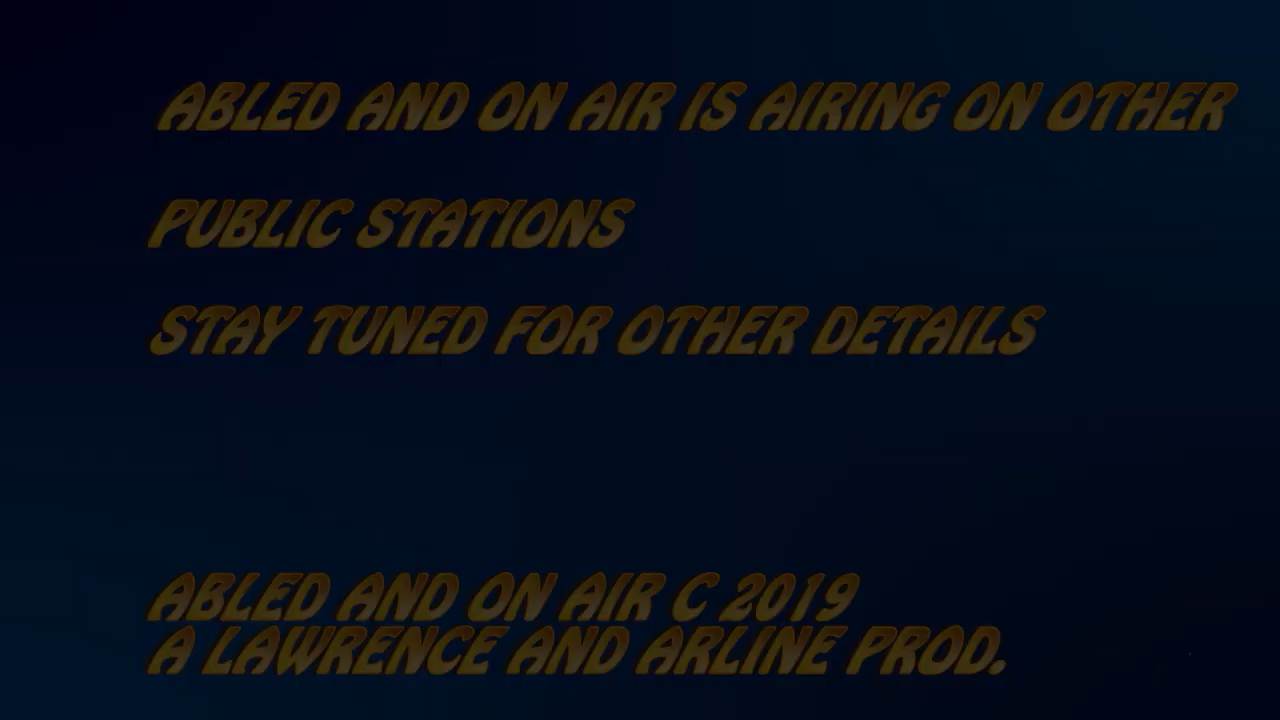 ABLED AND ON AIR IS AIRING ON OTHER
PUBLIC STATIONS
STAY TUNED FOR OTHER DETAILS
ABLED AND ON AIR C 2019
A LAWRENCE AND ARLINE PROD.